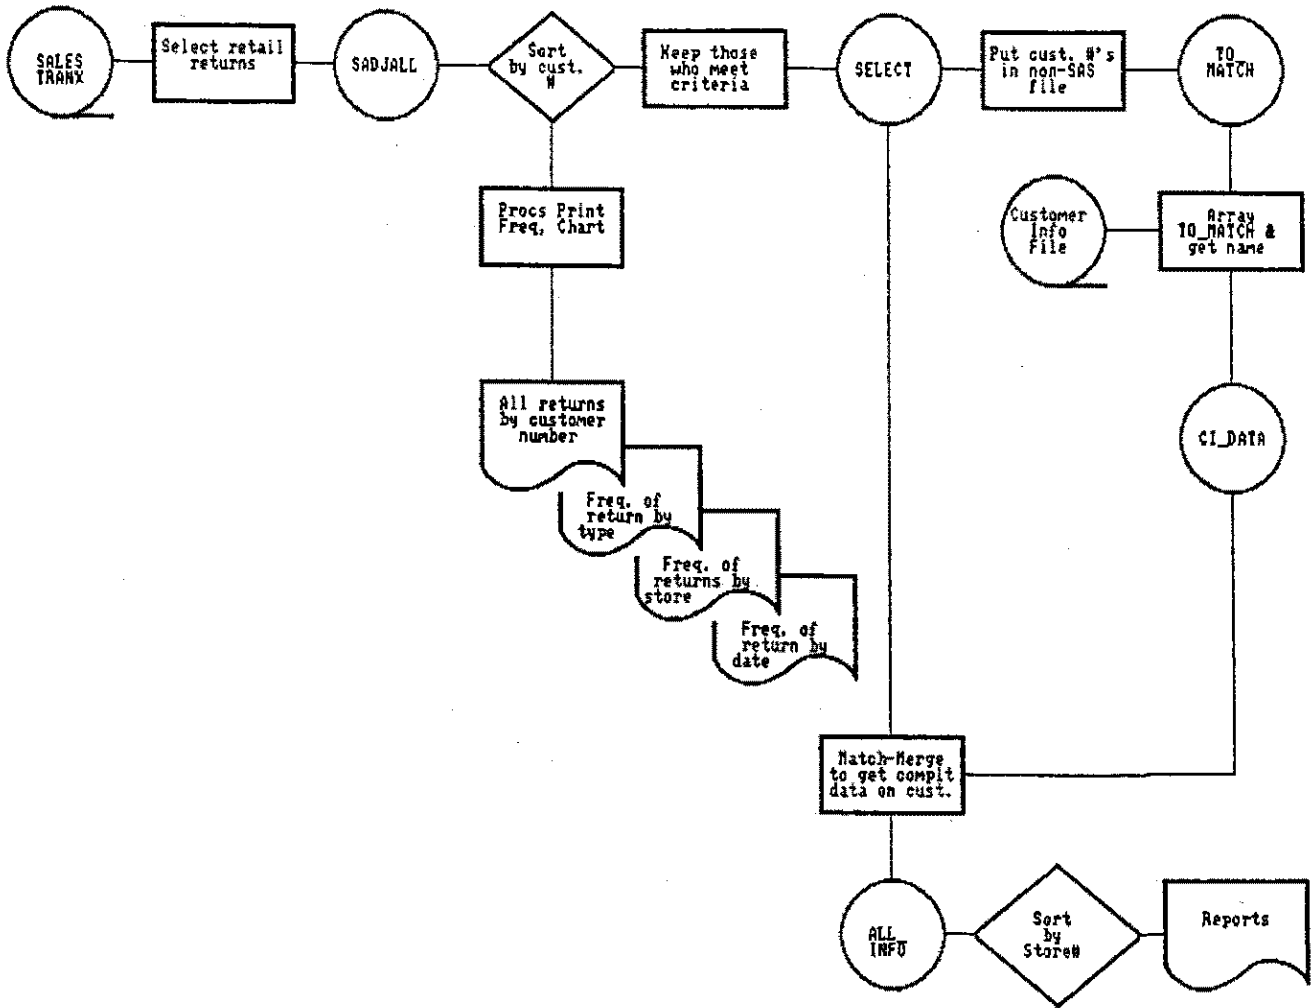 SALES
TRANX
Select retail
returns
SADJALL
Sort
by cust.
#
Keep those
who meet
criteria
SELECT
Put cust. #'s
in non-SAS
file
TO_
MATCH
Procs Print
Freq, Chart
Customer
Info
File
Array
TO_MATCH &
get name
All returns
by customer
number
CI_DATA
Freq. of
return by
type
Freq. of
returns by
store
Freq. of
return by
date
Match-Merge
to get complt
data on cust.
ALL_
INFO
Sort
by
Store#
Reports